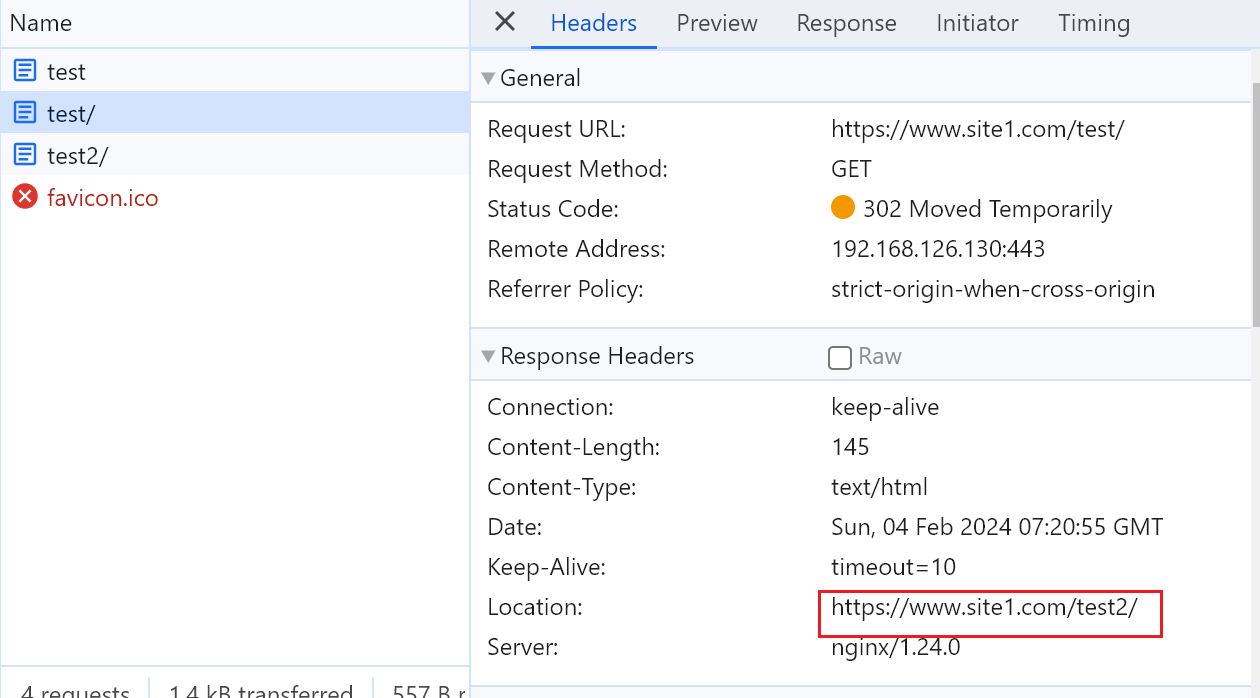 Name
test
test/
test2/
favicon.ico
4 requests 1.4 kB transferred 557 B r
Headers Preview Response Initiator Timing
General
Request URL: https://www.site1.com/test/
Request Method: GET
Status Code: 302 Moved Temporarily
Remote Address: 192.168.126.130:443
Referrer Policy: strict-origin-when-cross-origin
Response Headers Raw
Connection: keep-alive
Content-Length: 145
Content-Type: text/html
Date: Sun, 04 Feb 2024 07:20:55 GMT
Keep-Alive: timeout=10
Location: https://www.site1.com/test2/
Server: nginx/1.24.0